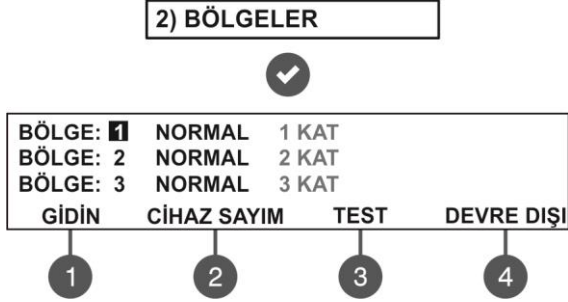 2) BÖLGELER
BÖLGE: 1 NORMAL 1 KAT
BÖLGE: 2 NORMAL 2 KAT
BÖLGE: 3 NORMAL 3 KAT
GİDİN CİHAZ SAYIM TEST DEVRE DIŞI
1 2 3 4